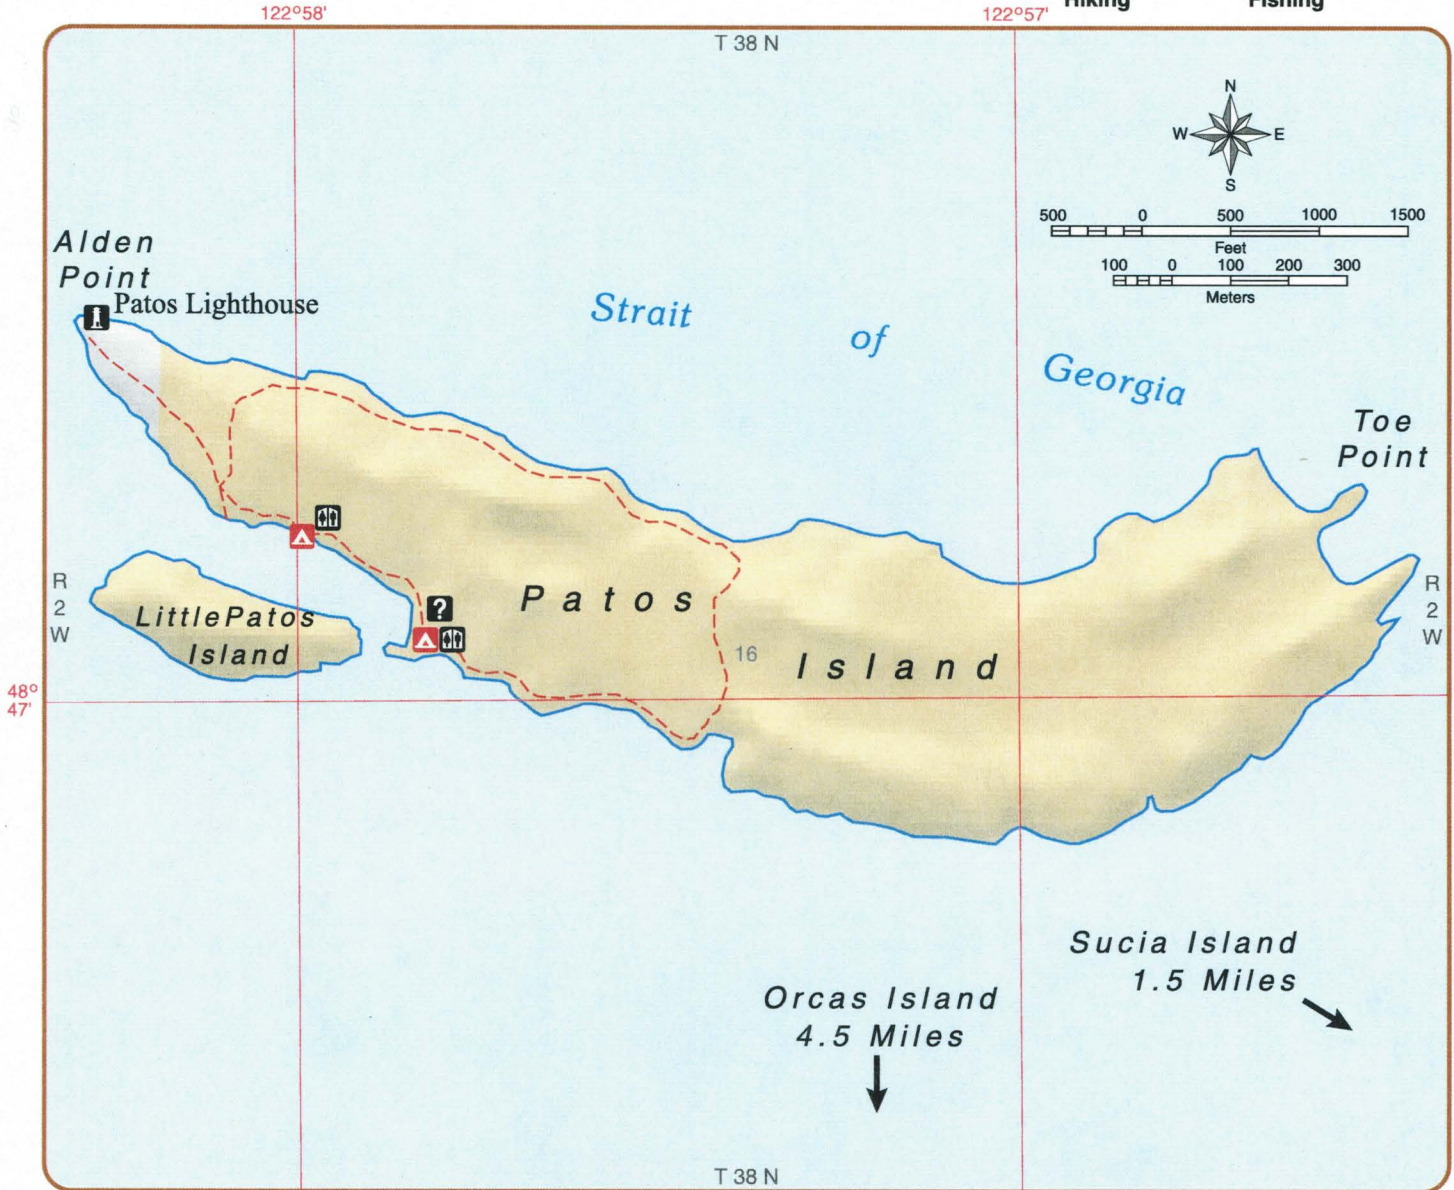 Hiking Fishing
122°58' 122°57'
T 38 N
N
W E
S
500 0 500 1000 1500
Feet
100 0 100 200 300
Meters
Alden
Point
Patos Lighthouse
Strait of Georgia
Toe
Point
R
2
W
Little Patos
Island
?
Patos
16
Island
R
2
W
48°
47'
Sucia Island
1.5 Miles
Orcas Island
4.5 Miles
T 38 N